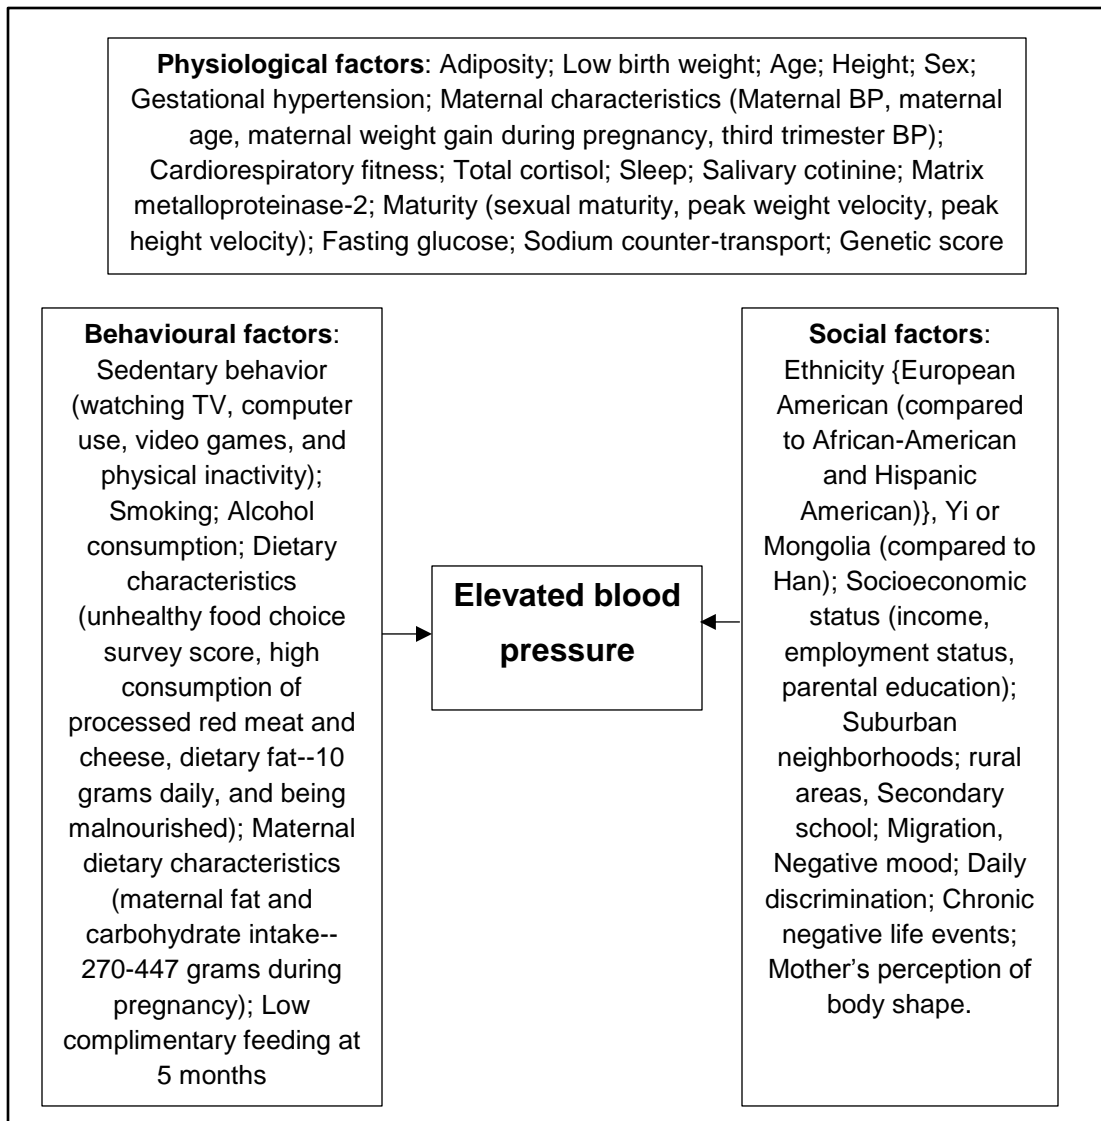 Physiological factors: Adiposity; Low birth weight; Age; Height; Sex;
Gestational hypertension; Maternal characteristics (Maternal BP, maternal
age, maternal weight gain during pregnancy, third trimester BP);
Cardiorespiratory fitness; Total cortisol; Sleep; Salivary cotinine; Matrix
metalloproteinase-2; Maturity (sexual maturity, peak weight velocity, peak
height velocity); Fasting glucose; Sodium counter-transport; Genetic score
Behavioural factors:
Sedentary behavior
(watching TV, computer
use, video games, and
physical inactivity);
Smoking; Alcohol
consumption; Dietary
characteristics
(unhealthy food choice
survey score, high
consumption of
processed red meat and
cheese, dietary fat--10
grams daily, and being
malnourished); Maternal
dietary characteristics
(maternal fat and
carbohydrate intake--
270-447 grams during
pregnancy); Low
complimentary feeding at
5 months
Elevated blood
pressure
Social factors:
Ethnicity {European
American (compared
to African-American
and Hispanic
American)}, Yi or
Mongolia (compared to
Han); Socioeconomic
status (income,
employment status,
parental education);
Suburban
neighborhoods; rural
areas, Secondary
school; Migration,
Negative mood; Daily
discrimination; Chronic
negative life events;
Mother’s perception of
body shape.